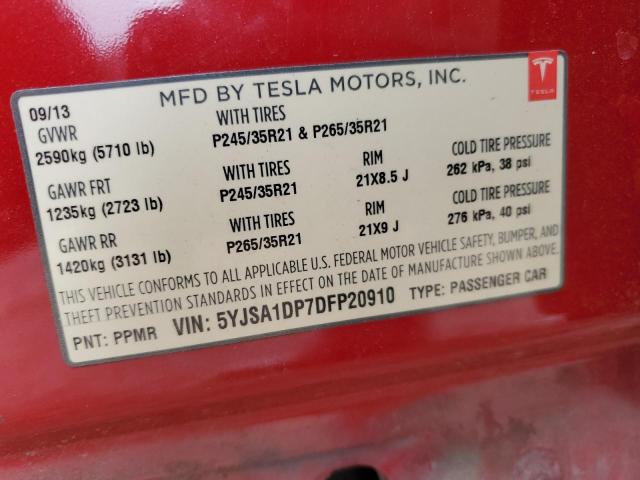 MFD BY TESLA MOTORS, INC.
TESLA
09/13
GVWR WITH TIRES
2590kg (5710 lb) P245/35R21 & P265/35R21
GAWR FRT WITH TIRES RIM COLD TIRE PRESSURE
1235kg (2723 lb) P245/35R21 21X8.5 J 262 kPa, 38 psi
GAWR RR WITH TIRES RIM COLD TIRE PRESSURE
1420kg (3131 lb) P265/35R21 21X9 J 276 kPa, 40 psi
THIS VEHICLE CONFORMS TO ALL APPLICABLE U.S. FEDERAL MOTOR VEHICLE SAFETY, BUMPER, AND
THEFT PREVENTION STANDARDS IN EFFECT ON THE DATE OF MANUFACTURE SHOWN ABOVE.
PNT: PPMR VIN: 5YJSA1DP7DFP20910 TYPE: PASSENGER CAR